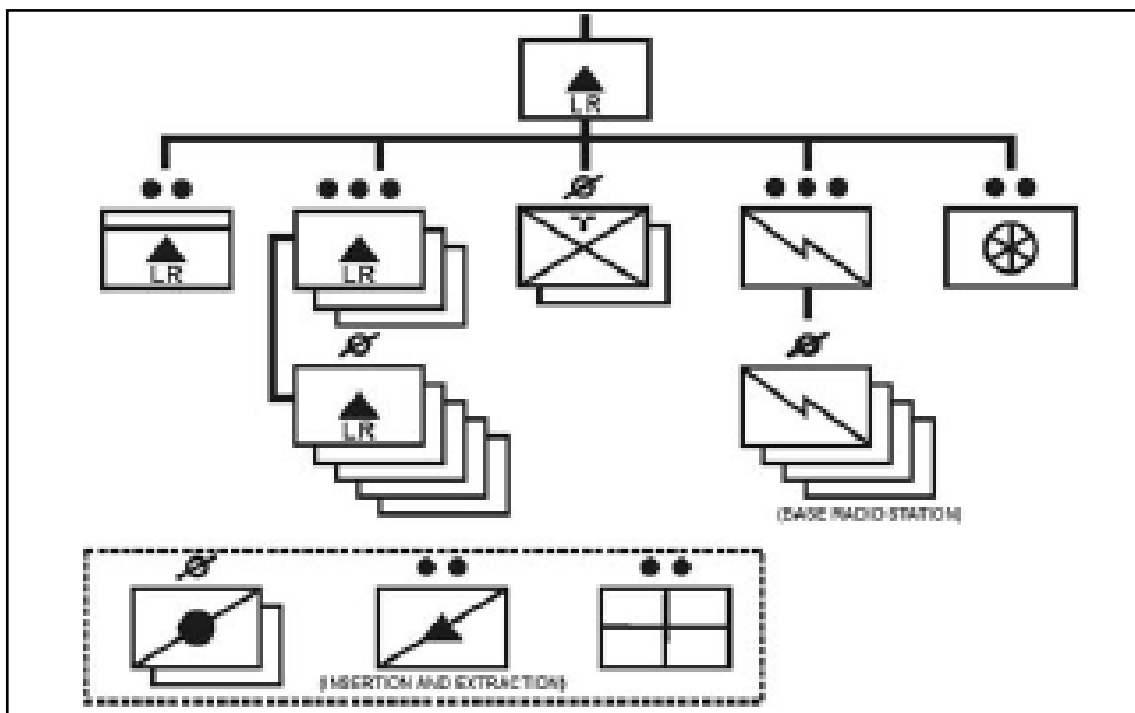 LR
LR
LR
LR
(BASE RADIO STATION)
(INSERTION AND EXTRACTION)